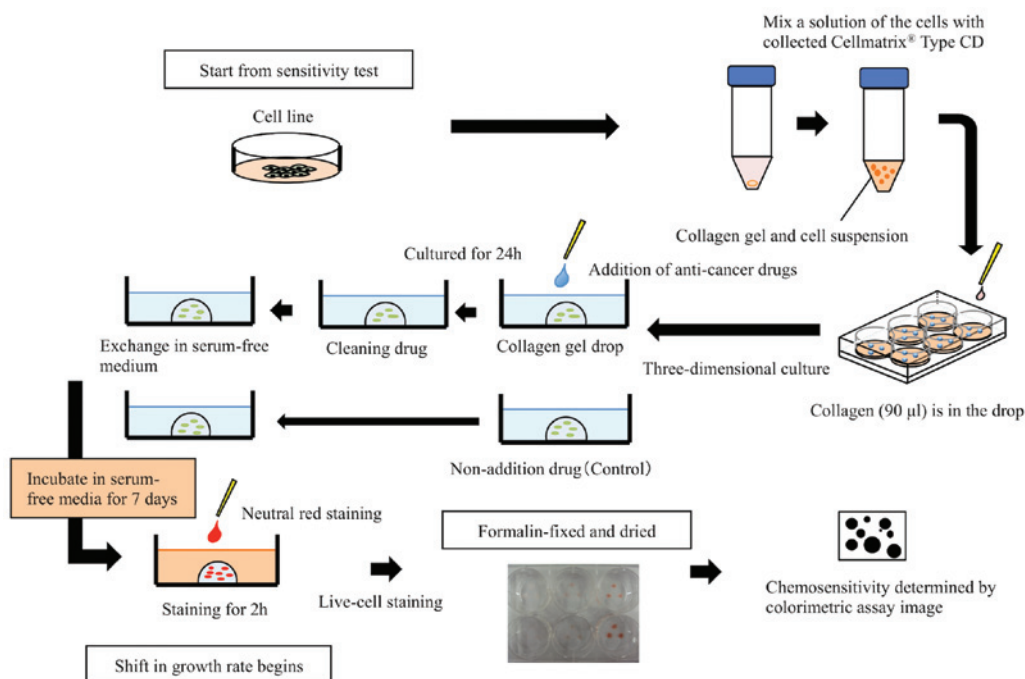 Mix a solution of the cells with
collected Cellmatrix® Type CD
Start from sensitivity test
Cell line
Collagen gel and cell suspension
Cultured for 24h
Addition of anti-cancer drugs
Exchange in serum-free
medium
Cleaning drug
Collagen gel drop
Three-dimensional culture
Collagen (90 µl) is in the drop
Non-addition drug (Control)
Incubate in serum-
free media for 7 days
Neutral red staining
Staining for 2h
Live-cell staining
Formalin-fixed and dried
Chemosensitivity determined by
colorimetric assay image
Shift in growth rate begins